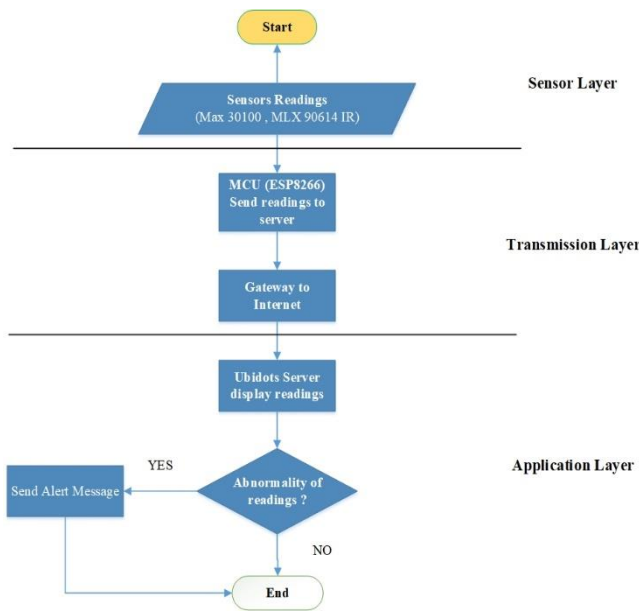 Start
Sensor Layer
Sensors Readings
(Max 30100 , MLX 90614 IR)
MCU (ESP8266)
Send readings to
server
Transmission Layer
Gateway to
Internet
Ubidots Server
display readings
Application Layer
YES
Send Alert Message
Abnormality of
readings ?
NO
End